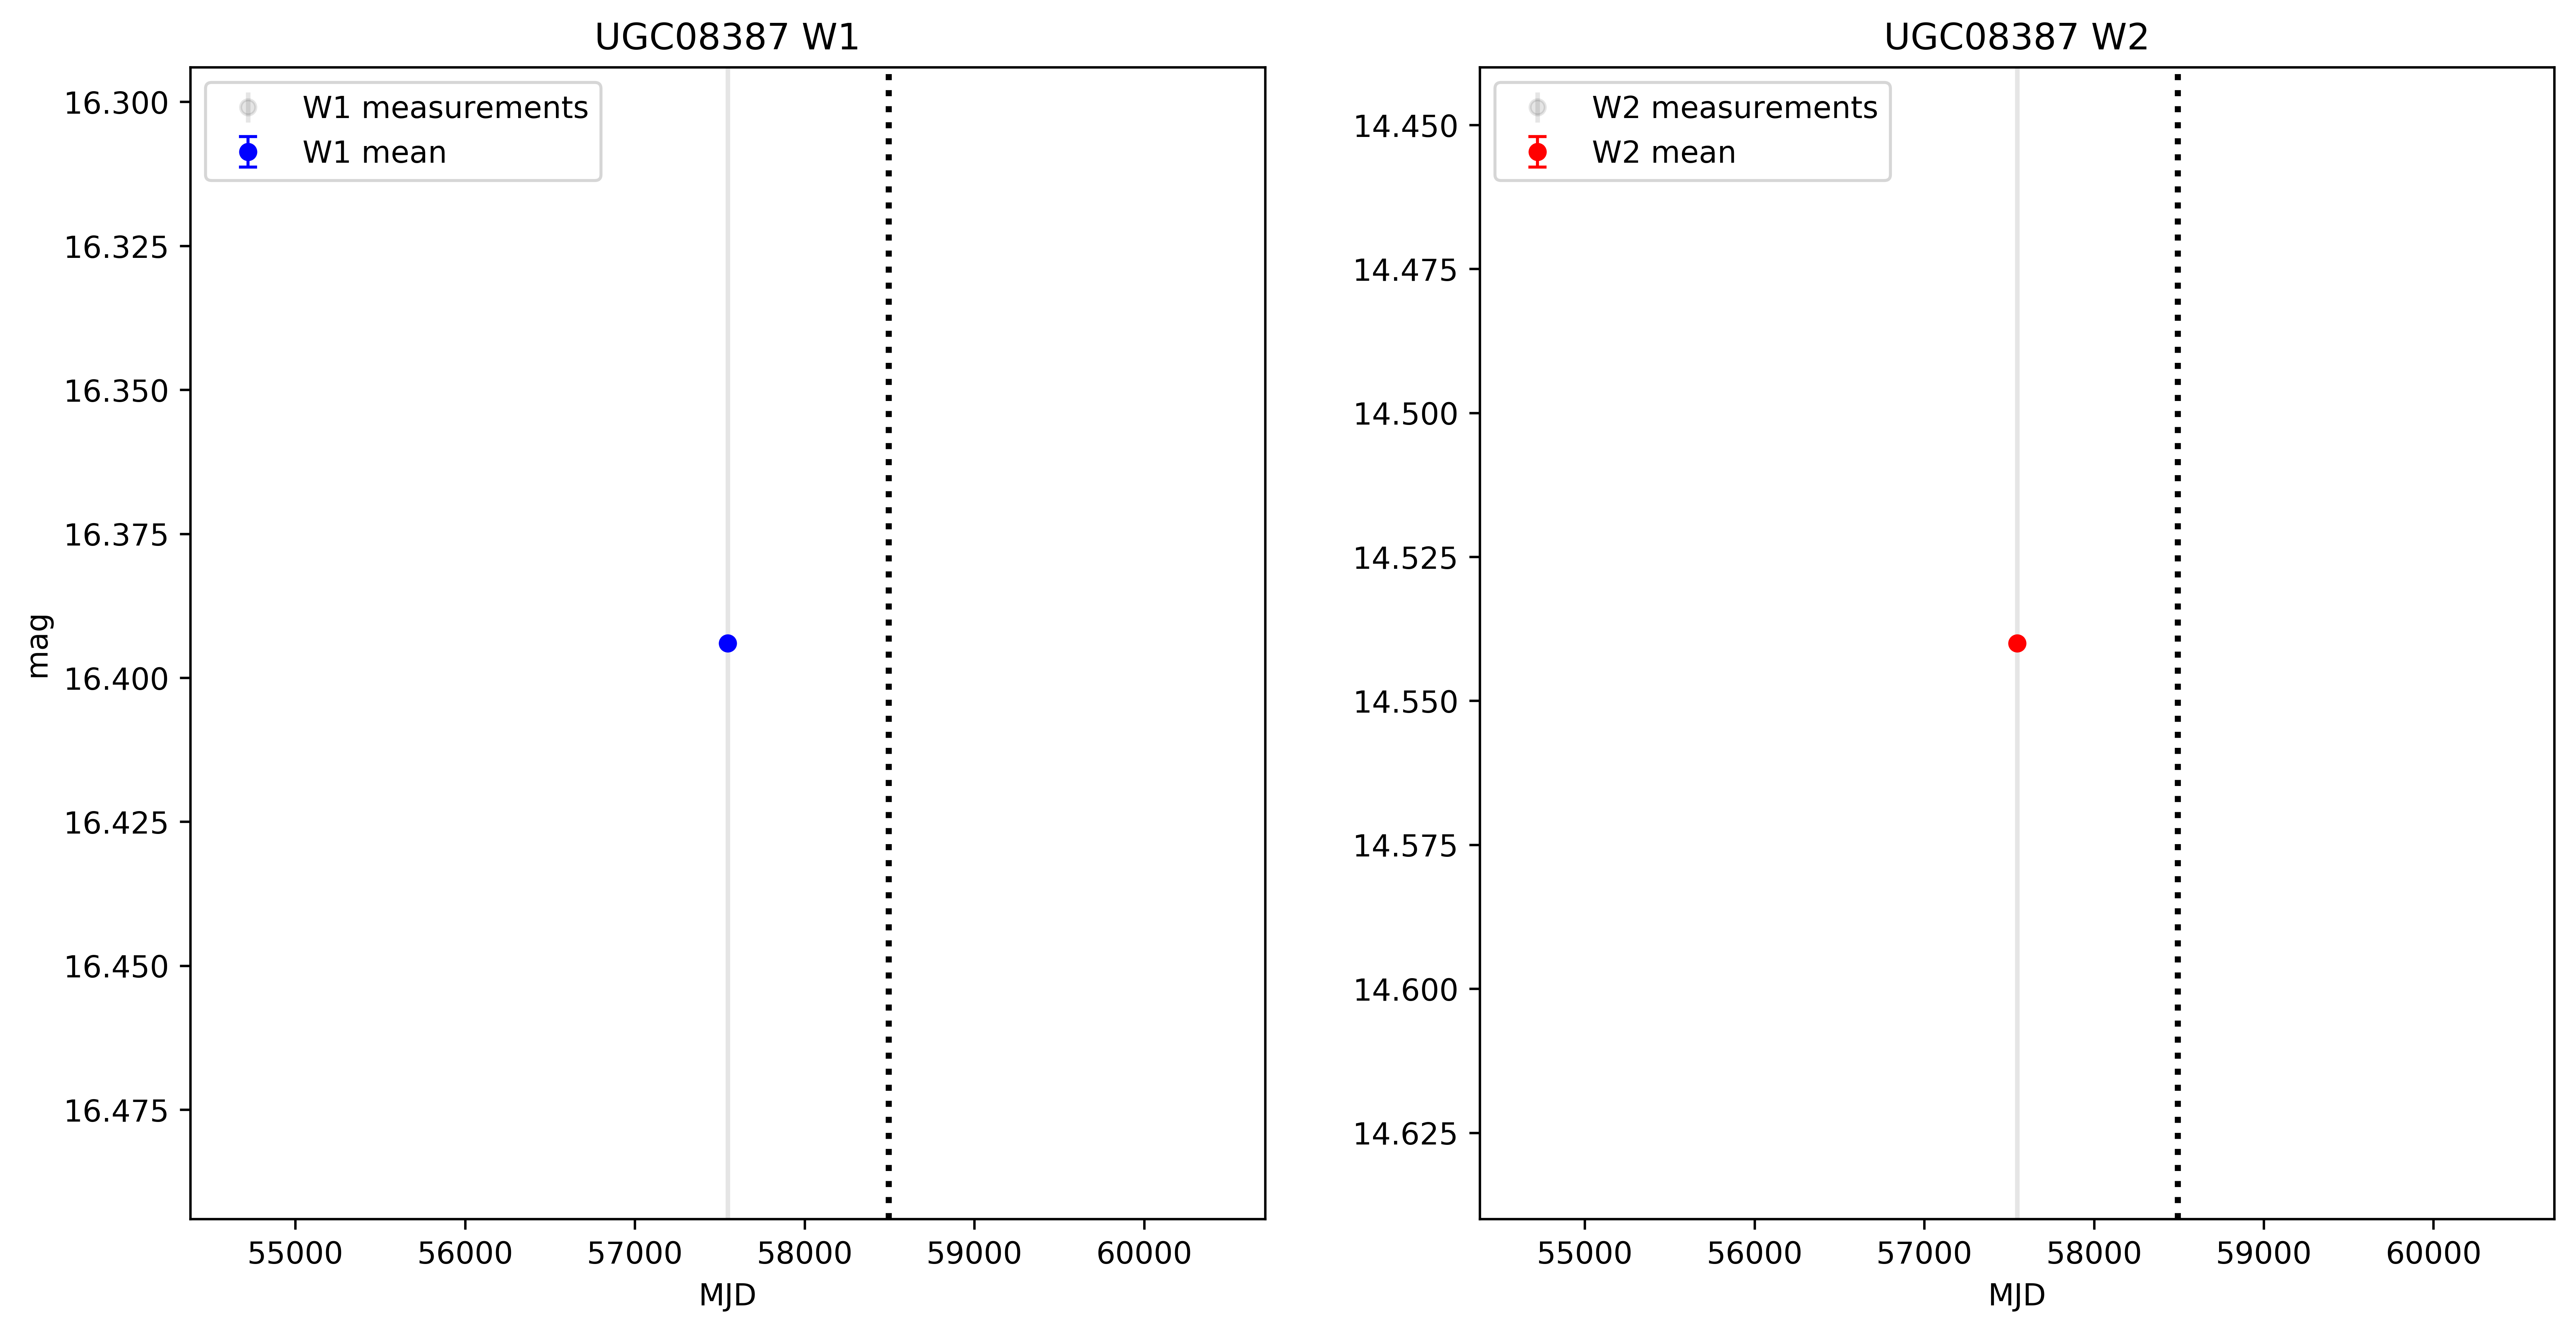 UGC08387 W1
W1 measurements
W1 mean
16.300
16.325
16.350
16.375
16.400
16.425
16.450
16.475
mag
55000 56000 57000 58000 59000 60000
MJD
UGC08387 W2
W2 measurements
W2 mean
14.450
14.475
14.500
14.525
14.550
14.575
14.600
14.625
55000 56000 57000 58000 59000 60000
MJD